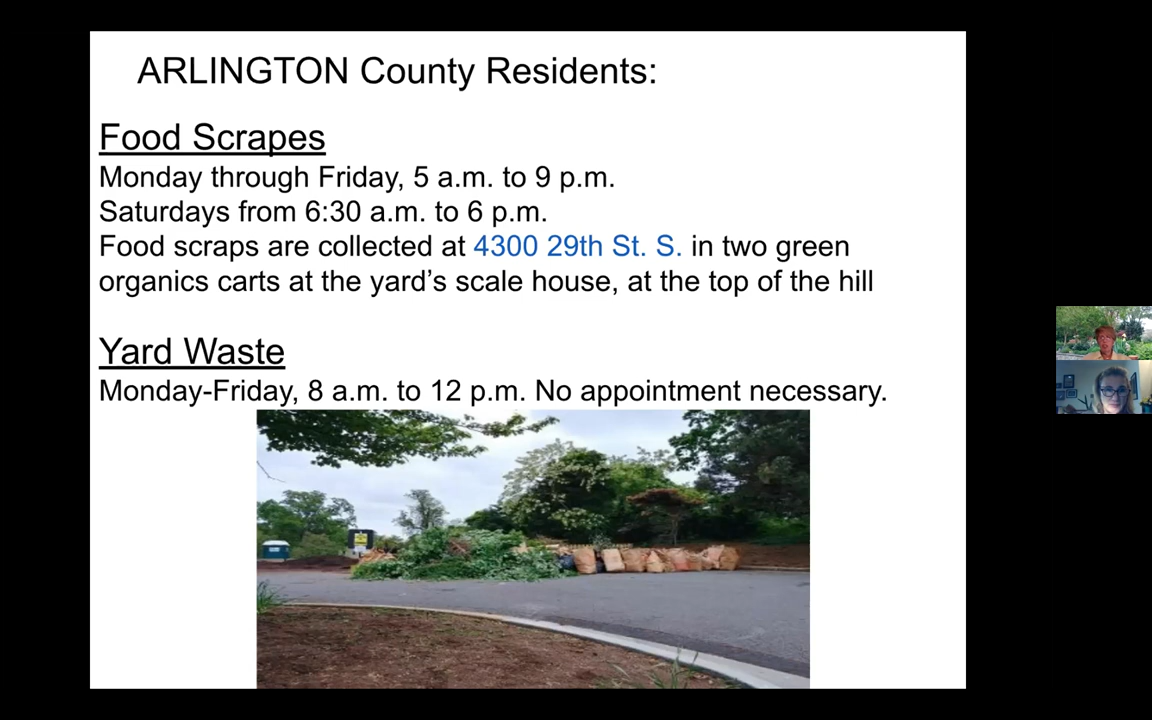 ARLINGTON County Residents:
Food Scrapes
Monday through Friday, 5 a.m. to 9 p.m.
Saturdays from 6:30 a.m. to 6 p.m.
Food scraps are collected at 4300 29th St. S. in two green
organics carts at the yard’s scale house, at the top of the hill
Yard Waste
Monday-Friday, 8 a.m. to 12 p.m. No appointment necessary.